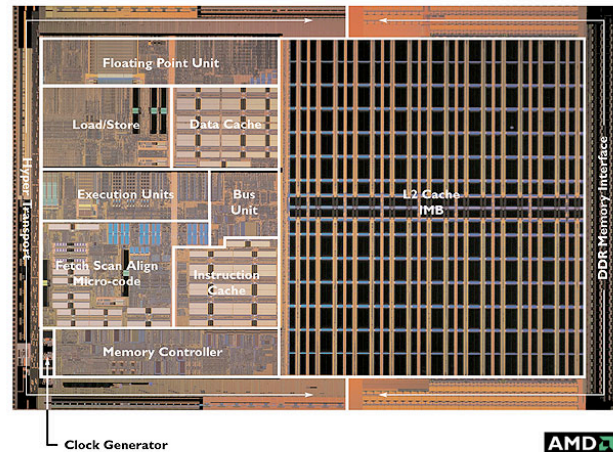 Floating Point Unit
Load/Store
Data Cache
Hyper Transport
Execution Units
Bus
Unit
L2 Cache
IMB
DDR Memory Interface
Fetch Scan Align
Micro-code
Instruction
Cache
Memory Controller
Clock Generator
AMD